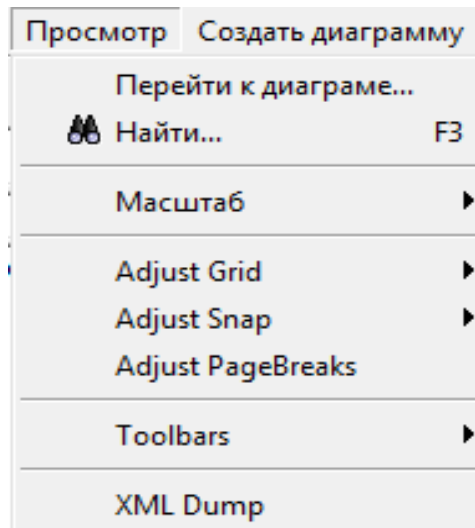 Просмотр Создать диаграмму
Перейти к диаграме...
Найти... F3
Масштаб
Adjust Grid
Adjust Snap
Adjust PageBreaks
Toolbars
XML Dump